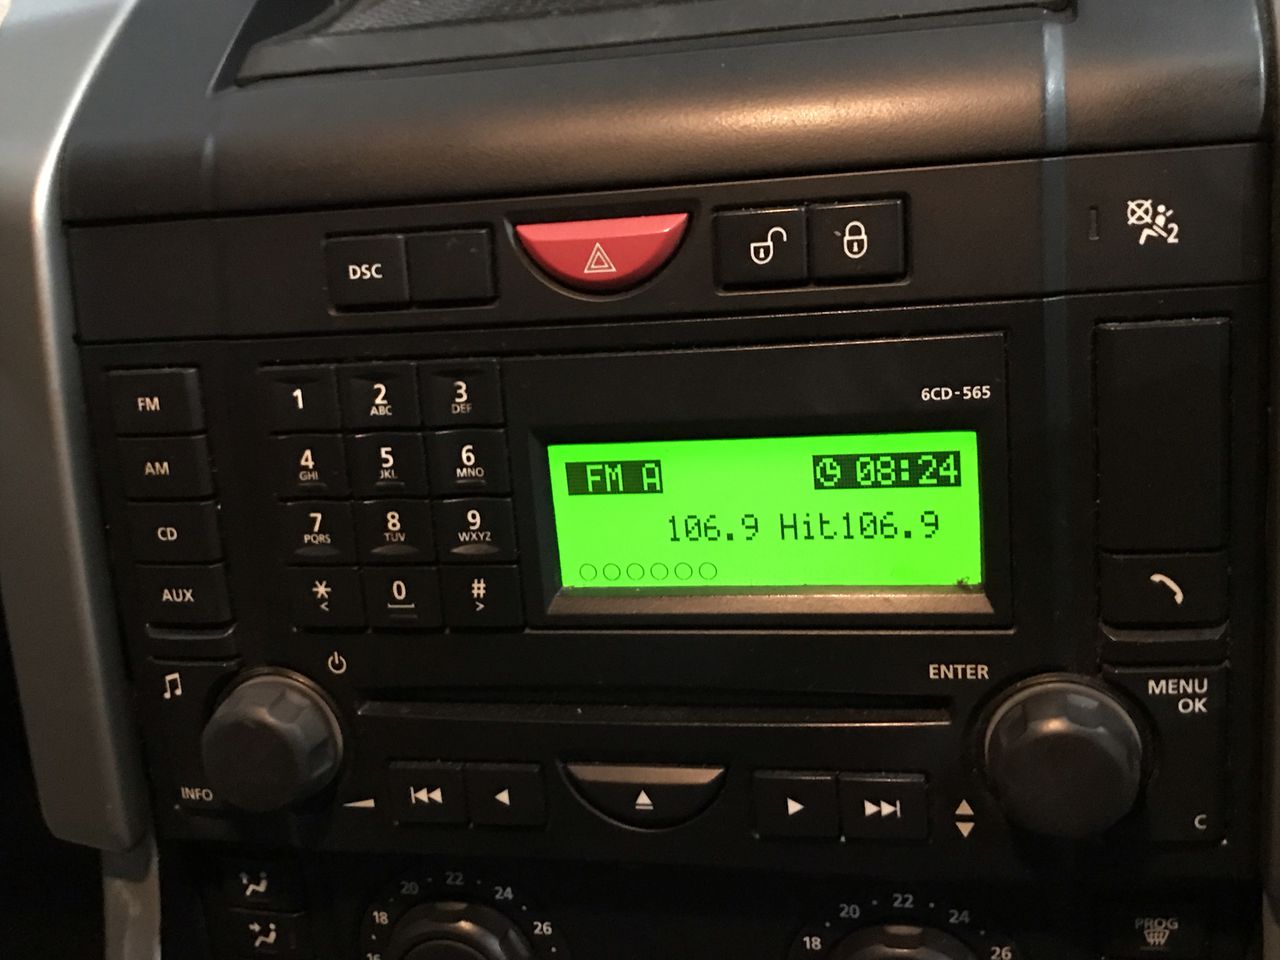 2
DSC
6CD-565
FM
1
2
ABC
3
DEF
FM A
08:24
AM
4
GHI
5
JKL
6
MNO
106.9 Hit106.9
CD
7
PQRS
8
TUV
9
WXYZ
AUX
*
<
0
#
>
ENTER
MENU
OK
INFO
C
18
20
22
24
26
18
20
22
24
26
PROG